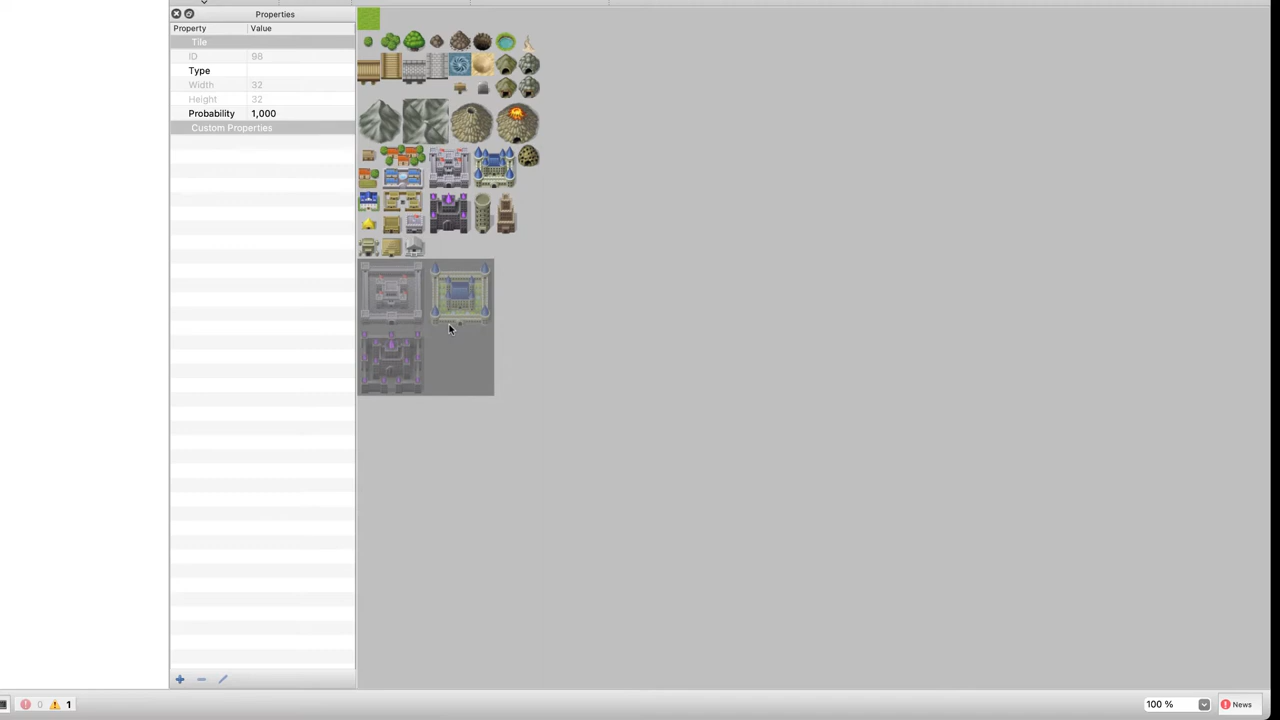 Properties
Property Value
Tile
ID 98
Type
Width 32
Height 32
Probability 1,000
Custom Properties
0 1 100 % News